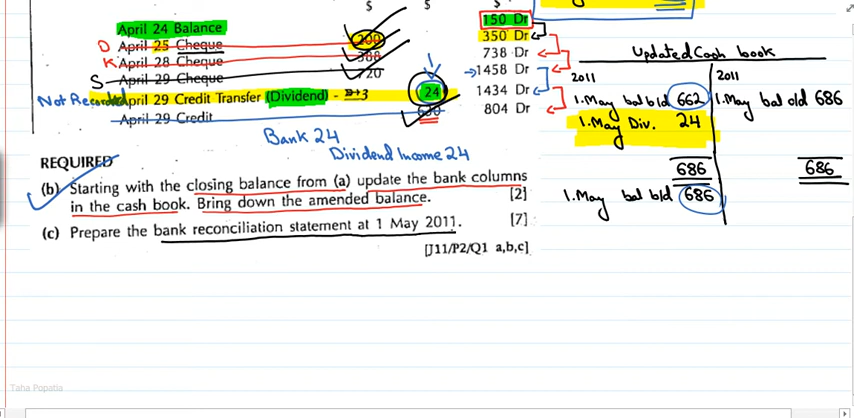 $ $ $
April 24 Balance 150 Dr
D April 25 Cheque 200 350 Dr
K April 28 Cheque 388 738 Dr
S April 29 Cheque 720 1458 Dr
Not Recorded April 29 Credit Transfer (Dividend) - 24 1434 Dr
April 29 Credit 630 804 Dr
Bank 24
Dividend Income 24
Updated Cash book
2011 2011
1.May bal b/d 662 1.May bal c/d 686
1.May Div. 24
686 686
1.May bal b/d 686
REQUIRED
(b) Starting with the closing balance from (a) update the bank columns
in the cash book. Bring down the amended balance. [2]
(c) Prepare the bank reconciliation statement at 1 May 2011. [7]
[J11/P2/Q1 a,b,c]
Taha Popatia